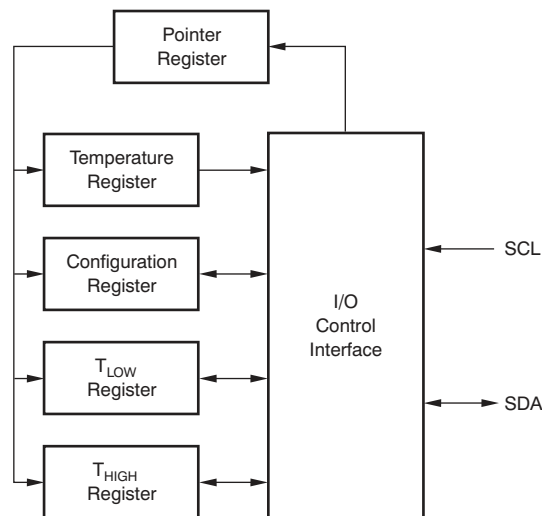 Pointer
Register
Temperature
Register
Configuration
Register
SCL
I/O
Control
Interface
TLOW
Register
SDA
THIGH
Register